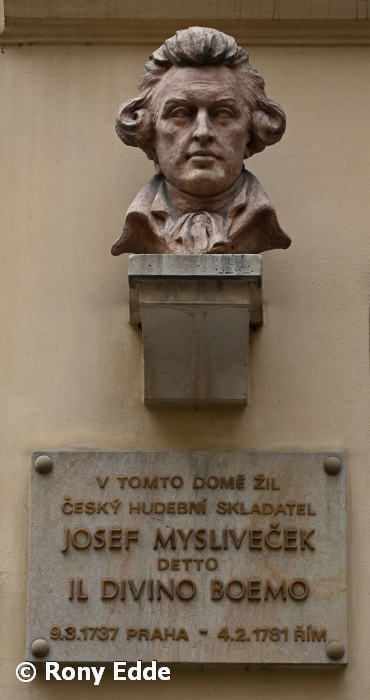 V TOMTO DOMĚ ŽIL
ČESKÝ HUDEBNÍ SKLADATEL
JOSEF MYSLIVEČEK
DETTO
IL DIVINO BOEMO
9.3.1737 PRAHA - 4.2.1781 ŘÍM
© Rony Edde